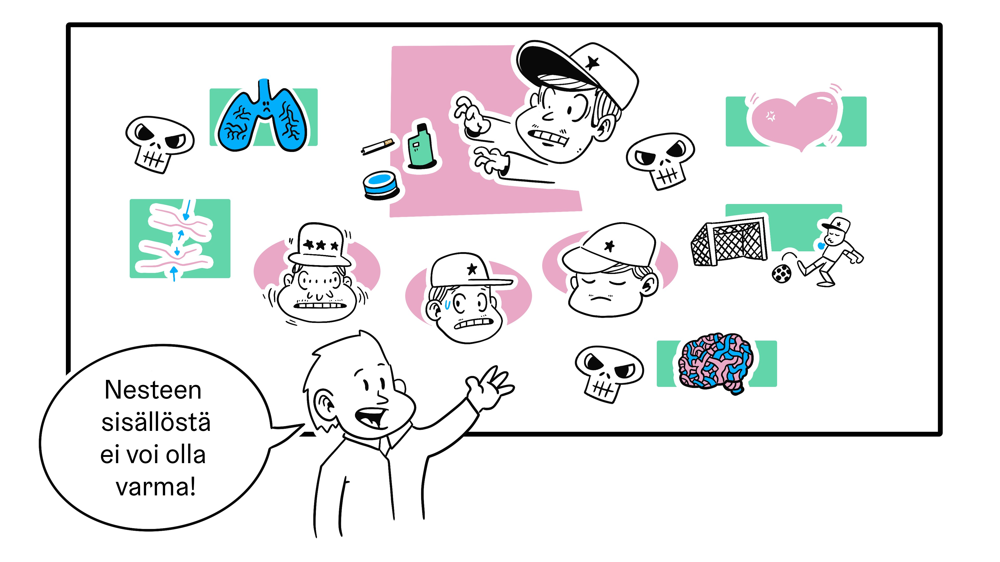 Nesteen
sisällöstä
ei voi olla
varma!